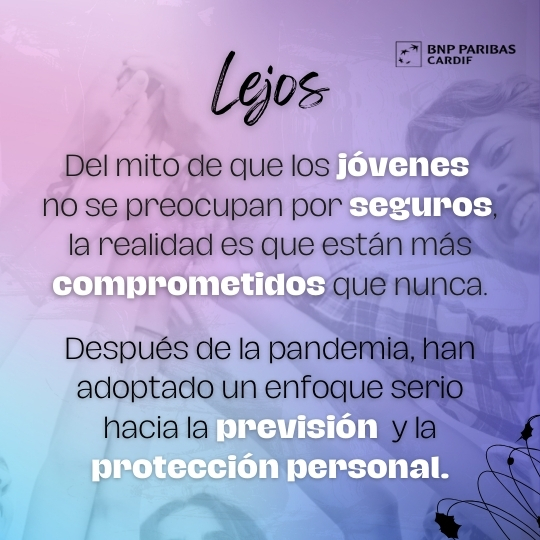 BNP PARIBAS
CARDIF
Lejos
Del mito de que los jóvenes
no se preocupan por seguros,
la realidad es que están más
comprometidos que nunca.
Después de la pandemia, han
adoptado un enfoque serio
hacia la previsión y la
protección personal.